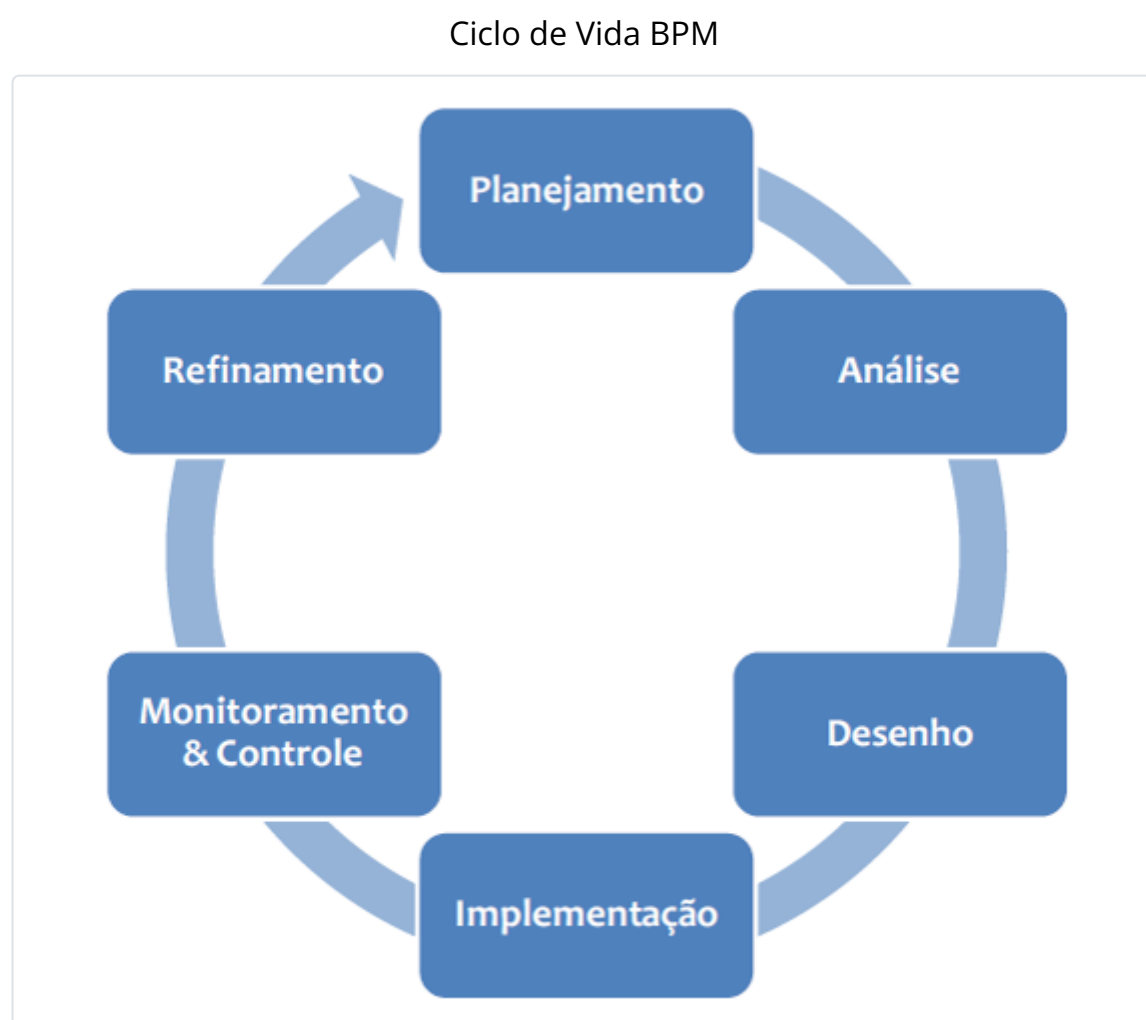 Ciclo de Vida BPM
Planejamento
Análise
Desenho
Implementação
Monitoramento
& Controle
Refinamento